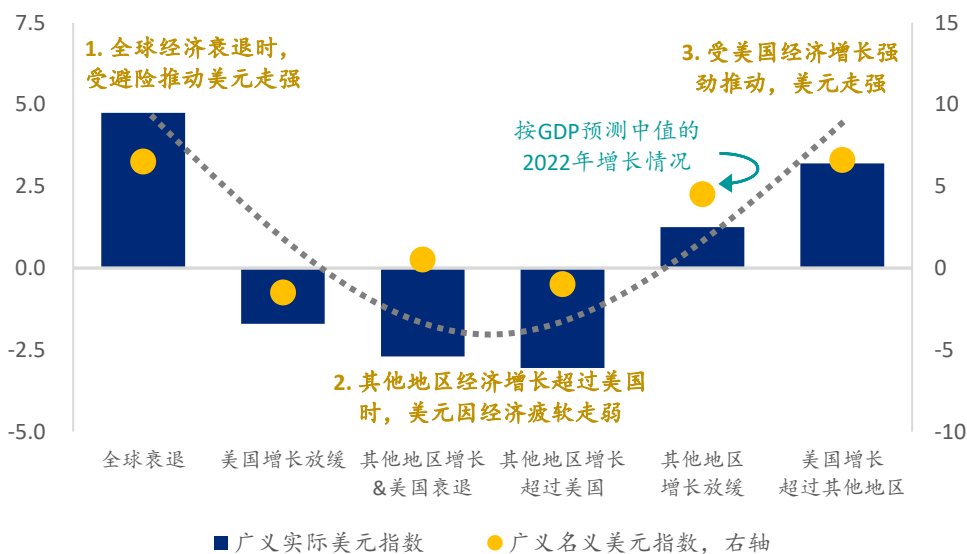 7.5
5.0
2.5
0.0
-2.5
-5.0
15
10
5
0
-5
-10
1. 全球经济衰退时，
受避险推动美元走强
3. 受美国经济增长强
劲推动，美元走强
按GDP预测中值的
2022年增长情况
2. 其他地区经济增长超过美国
时，美元因经济疲软走弱
全球衰退
美国增长放缓
其他地区增长
&美国衰退
其他地区增长
超过美国
其他地区
增长放缓
美国增长
超过其他地区
广义实际美元指数
广义名义美元指数，右轴